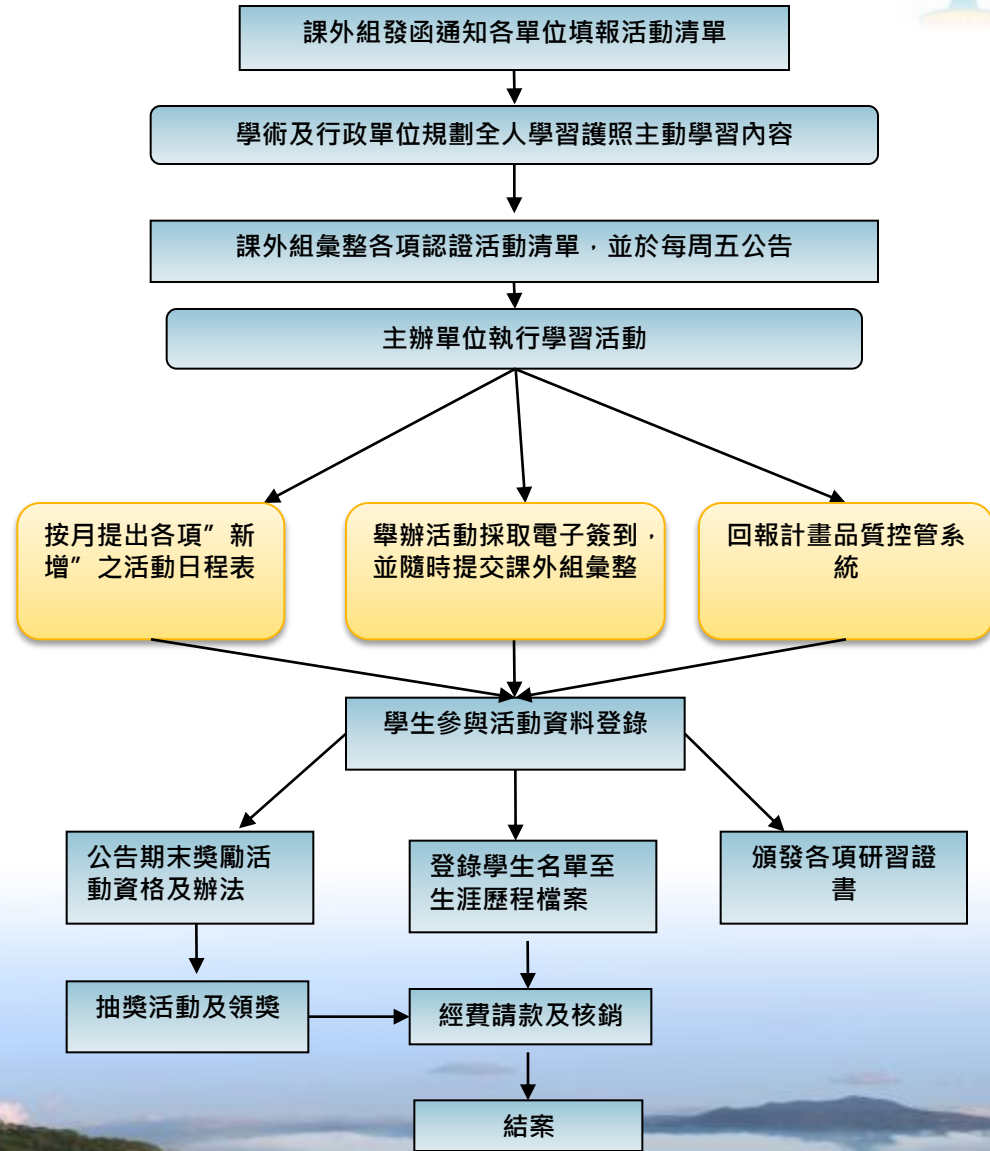 課外組發函通知各單位填報活動清單
學術及行政單位規劃全人學習護照主動學習內容
課外組彙整各項認證活動清單，並於每周五公告
主辦單位執行學習活動
按月提出各項”新
增”之活動日程表
舉辦活動採取電子簽到，
並隨時提交課外組彙整
回報計畫品質控管系
統
學生參與活動資料登錄
公告期末獎勵活
動資格及辦法
登錄學生名單至
生涯歷程檔案
頒發各項研習證
書
抽獎活動及領獎
經費請款及核銷
結案